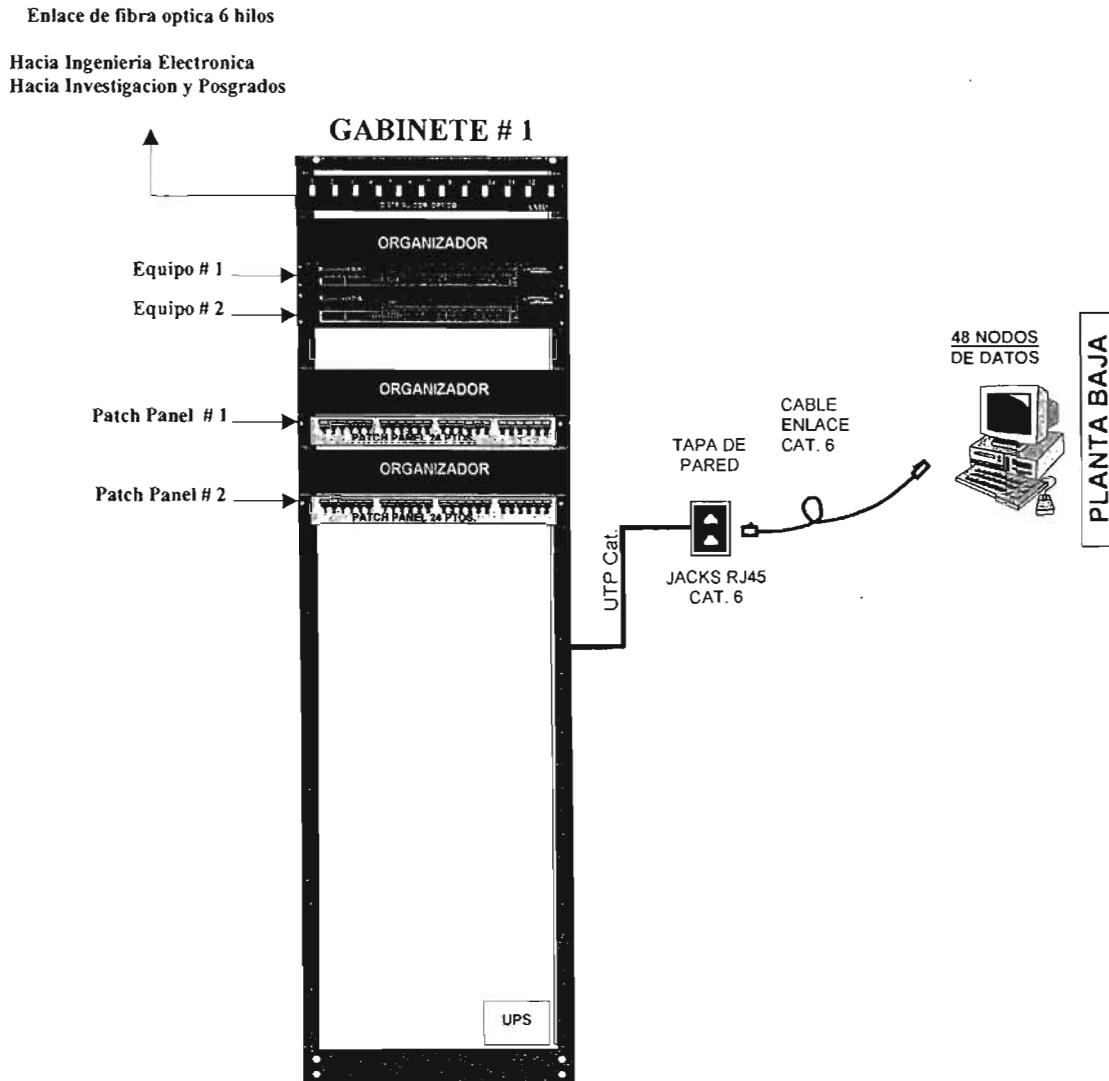 Enlace de fibra optica 6 hilos
Hacia Ingenieria Electronica
Hacia Investigacion y Posgrados
GABINETE # 1
ORGANIZADOR
Equipo # 1
Equipo # 2
ORGANIZADOR
Patch Panel # 1
PATCH PANEL 24 PTOS.
ORGANIZADOR
Patch Panel # 2
PATCH PANEL 24 PTOS.
UPS
UTP Cat.
TAPA DE
PARED
JACKS RJ45
CAT. 6
CABLE
ENLACE
CAT. 6
48 NODOS
DE DATOS
PLANTA BAJA